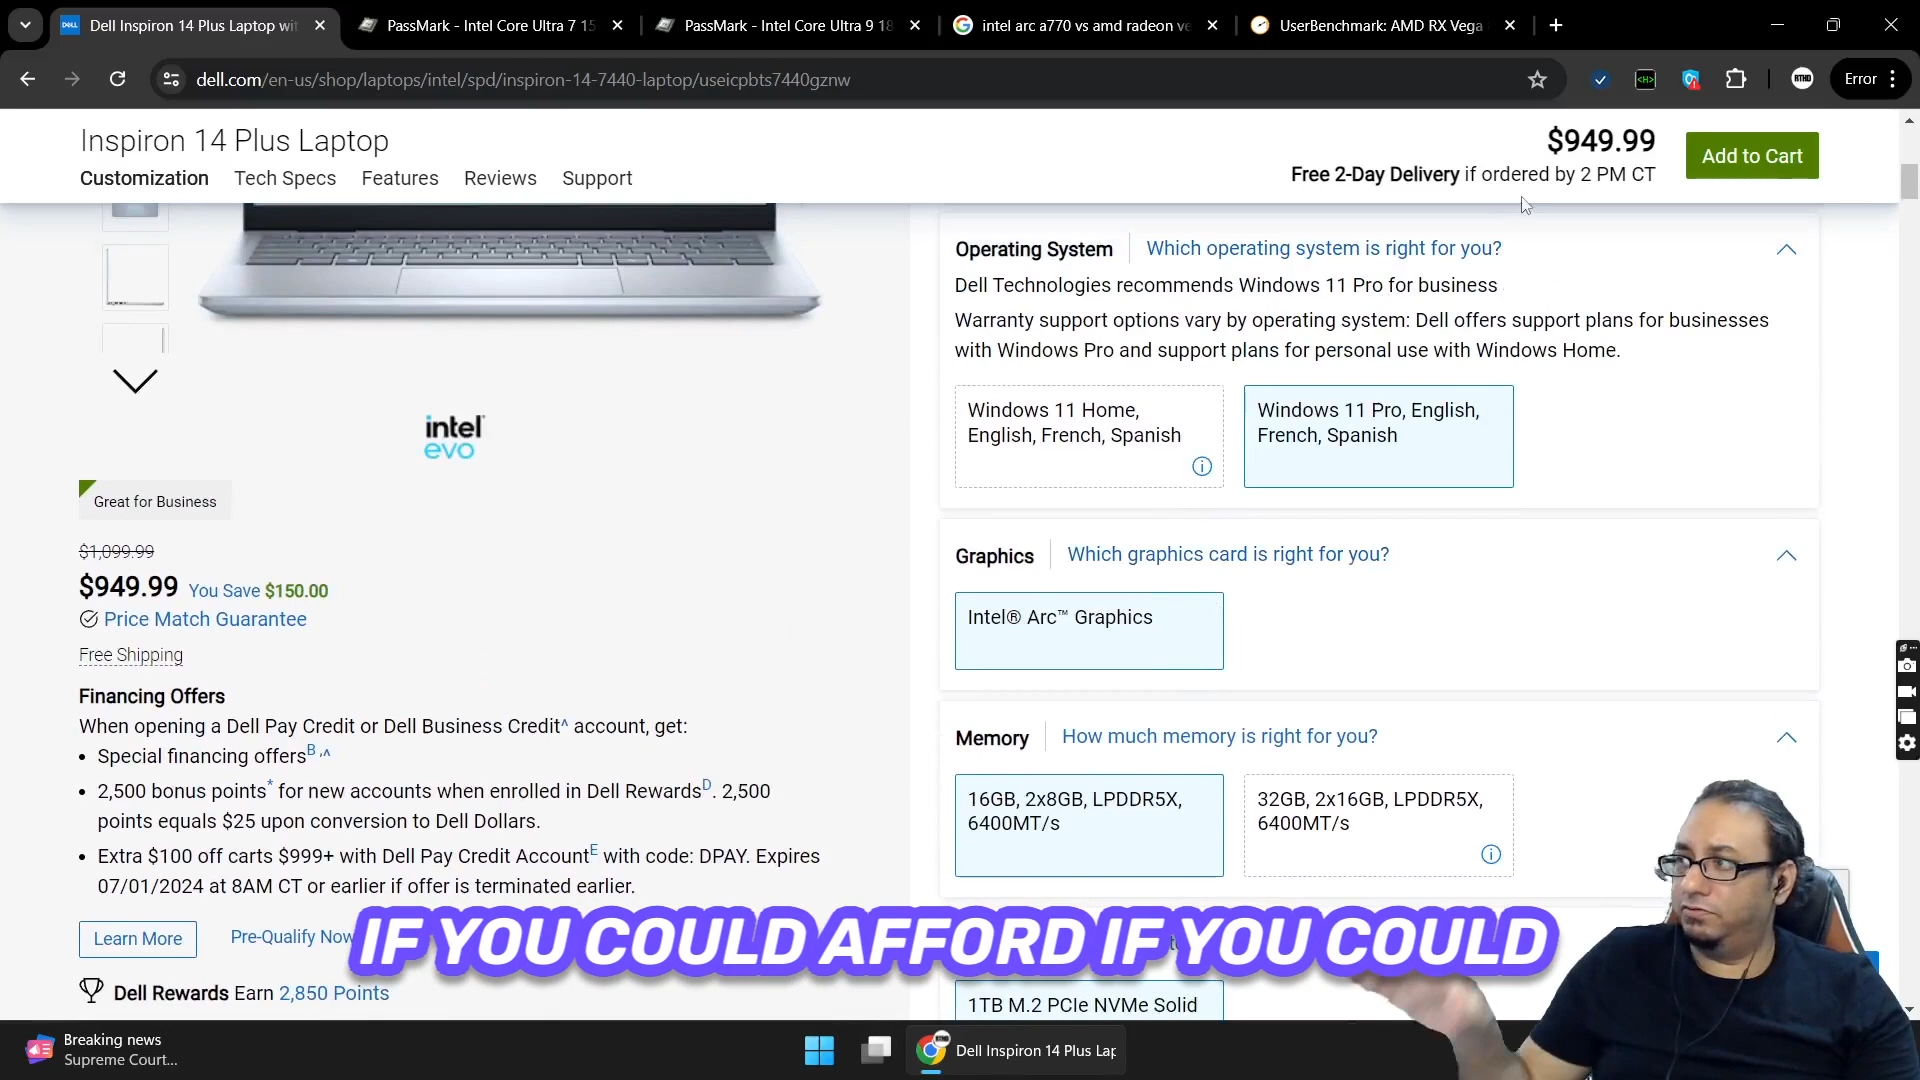 Dell Inspiron 14 Plus Laptop wit
PassMark - Intel Core Ultra 7 15
PassMark - Intel Core Ultra 9 18
intel arc a770 vs amd radeon ve
UserBenchmark: AMD RX Vega
dell.com/en-us/shop/laptops/intel/spd/inspiron-14-7440-laptop/useicpbts7440gznw
Error
Inspiron 14 Plus Laptop
$949.99
Free 2-Day Delivery if ordered by 2 PM CT
Add to Cart
Customization Tech Specs Features Reviews Support
intel
evo
Great for Business
$1,099.99
$949.99 You Save $150.00
Price Match Guarantee
Free Shipping
Financing Offers
When opening a Dell Pay Credit or Dell Business Credit^ account, get:
• Special financing offersB ,^
• 2,500 bonus points* for new accounts when enrolled in Dell RewardsD. 2,500
points equals $25 upon conversion to Dell Dollars.
• Extra $100 off carts $999+ with Dell Pay Credit AccountE with code: DPAY. Expires
07/01/2024 at 8AM CT or earlier if offer is terminated earlier.
Learn More
Pre-Qualify Now
Dell Rewards Earn 2,850 Points
Operating System
Which operating system is right for you?
Dell Technologies recommends Windows 11 Pro for business
Warranty support options vary by operating system: Dell offers support plans for businesses
with Windows Pro and support plans for personal use with Windows Home.
Windows 11 Home,
English, French, Spanish
Windows 11 Pro, English,
French, Spanish
Graphics
Which graphics card is right for you?
Intel® Arc™ Graphics
Memory
How much memory is right for you?
16GB, 2x8GB, LPDDR5X,
6400MT/s
32GB, 2x16GB, LPDDR5X,
6400MT/s
1TB M.2 PCIe NVMe Solid
IF YOU COULD AFFORD IF YOU COULD
Breaking news
Supreme Court...
Dell Inspiron 14 Plus Lap